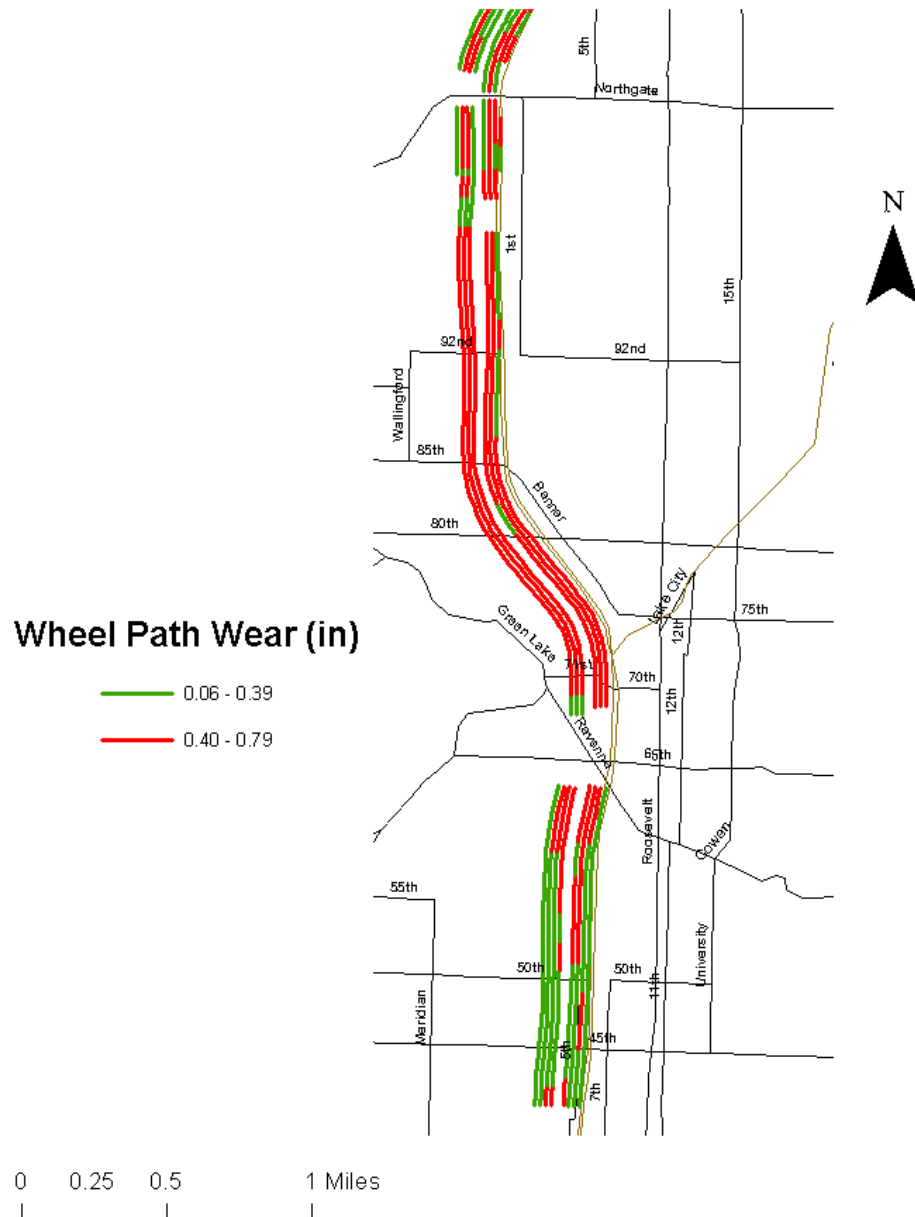 5th
Northgate
N
1st
15th
92nd
92nd
Wallingford
85th
Banner
80th
Lake City
75th
12th
Green Lake
Wheel Path Wear (in)
71st
70th
0.06 - 0.39
12th
0.40 - 0.79
Ravenna
65th
Roosevelt
Cowen
55th
University
50th
50th
11th
Meridian
45th
5th
7th
0 0.25 0.5 1 Miles